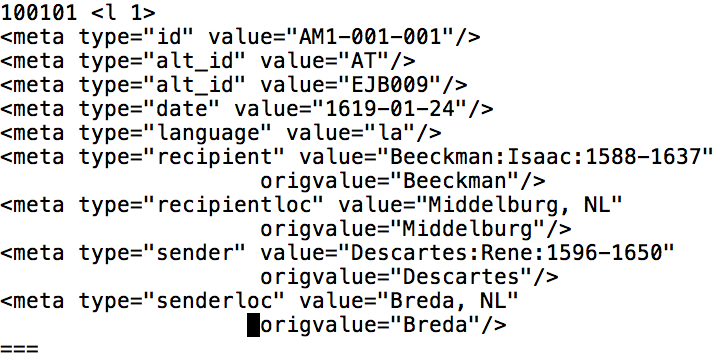 100101 <l 1>
<meta type="id" value="AM1-001-001"/>
<meta type="alt_id" value="AT"/>
<meta type="alt_id" value="EJB009"/>
<meta type="date" value="1619-01-24"/>
<meta type="language" value="la"/>
<meta type="recipient" value="Beeckman:Isaac:1588-1637"
origvalue="Beeckman"/>
<meta type="recipientloc" value="Middelburg, NL"
origvalue="Middelburg"/>
<meta type="sender" value="Descartes:Rene:1596-1650"
origvalue="Descartes"/>
<meta type="senderloc" value="Breda, NL"
origvalue="Breda"/>
===